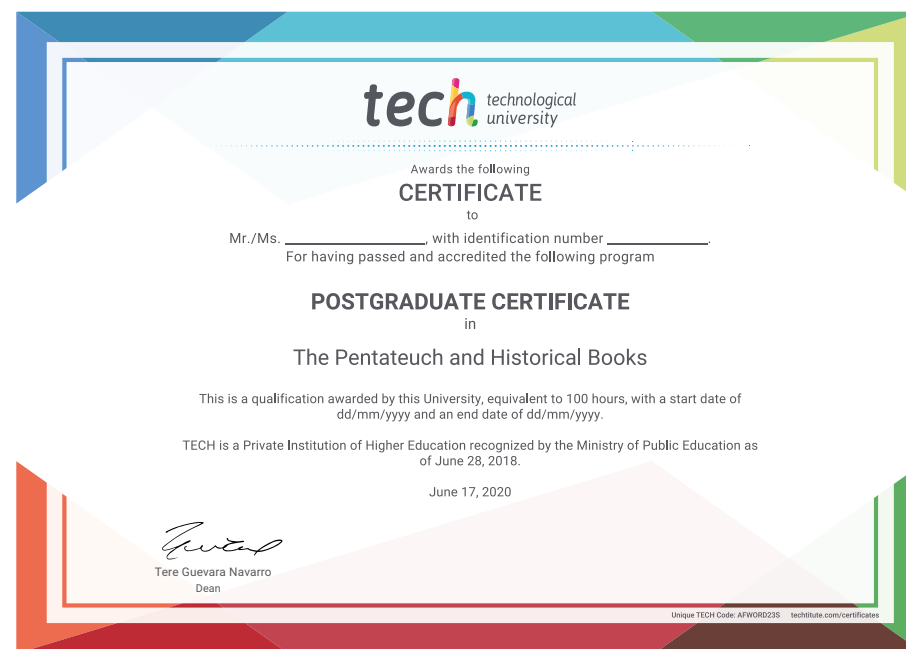 tech technological
university
Awards the following
CERTIFICATE
to
Mr./Ms. ____________________, with identification number ______________.
For having passed and accredited the following program
POSTGRADUATE CERTIFICATE
in
The Pentateuch and Historical Books
This is a qualification awarded by this University, equivalent to 100 hours, with a start date of
dd/mm/yyyy and an end date of dd/mm/yyyy.
TECH is a Private Institution of Higher Education recognized by the Ministry of Public Education as
of June 28, 2018.
June 17, 2020
Tere Guevara Navarro
Dean
Unique TECH Code: AFWORD23S techtitute.com/certificates